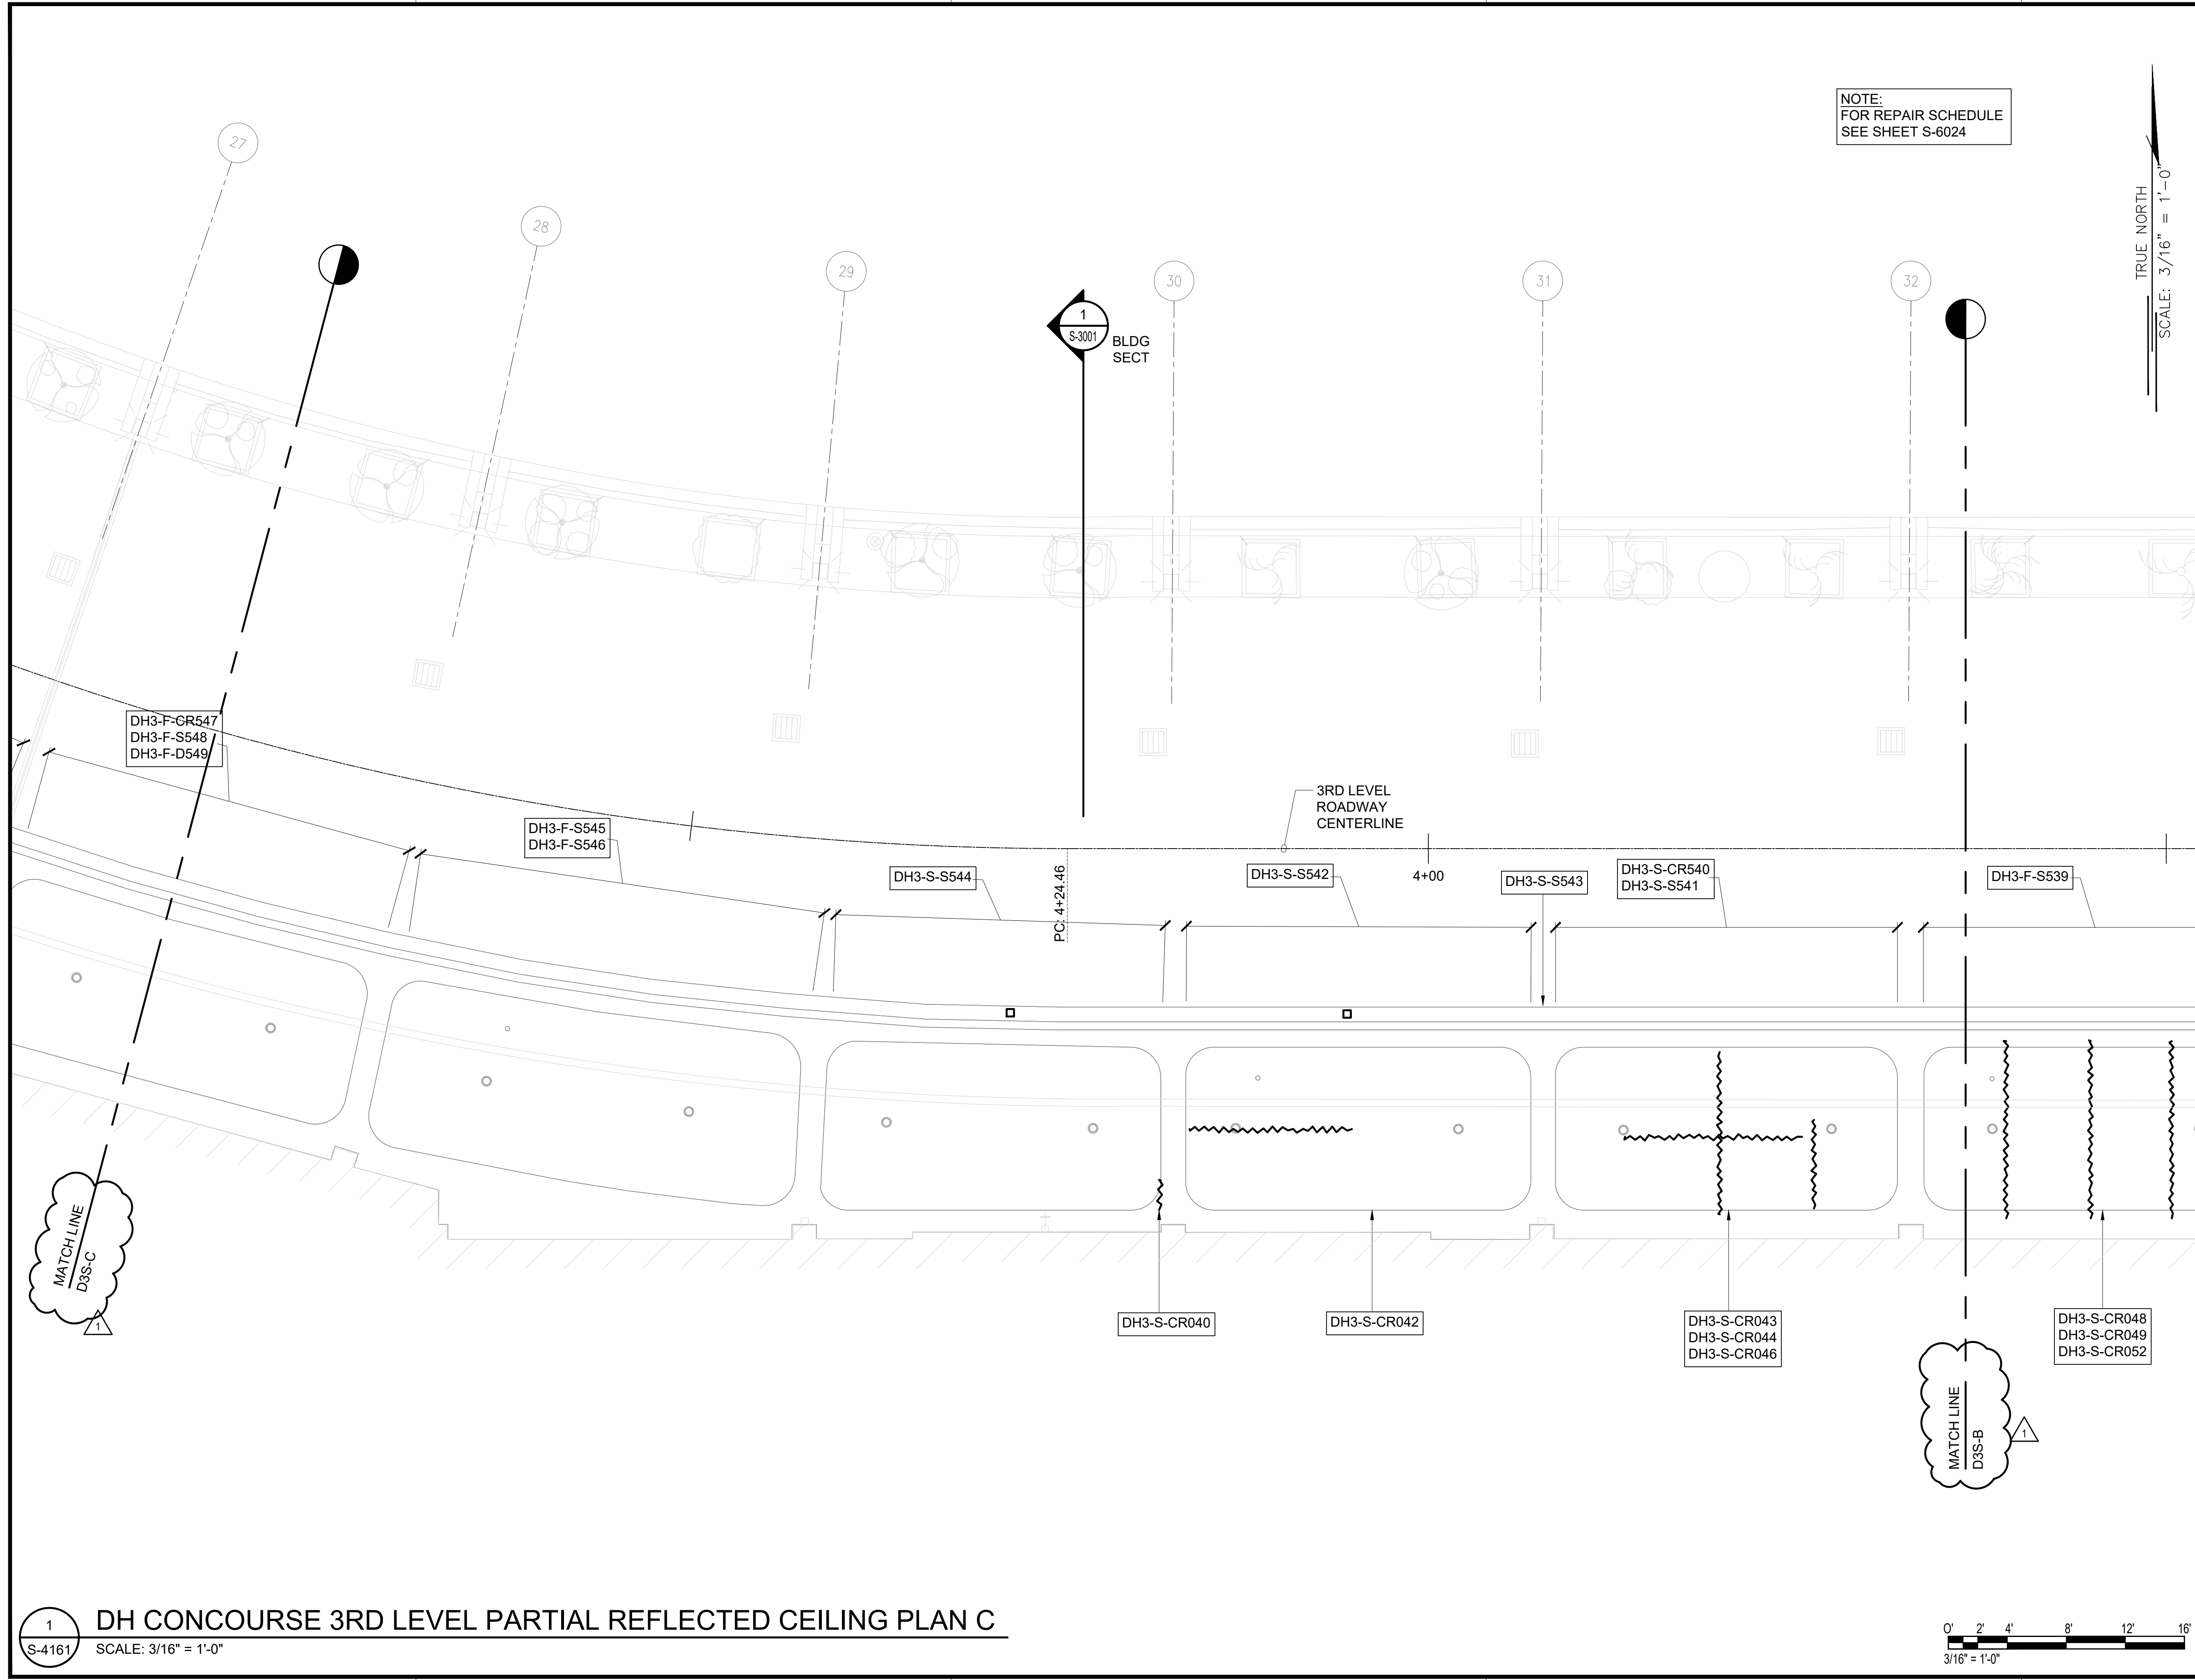 NOTE:
FOR REPAIR SCHEDULE
SEE SHEET S-6024
TRUE NORTH
SCALE: 3/16" = 1'-0"
27
28
29
30
31
32
1
S-3001
BLDG
SECT
DH3-F-CR547
DH3-F-S548
DH3-F-D549
DH3-F-S545
DH3-F-S546
DH3-S-S544
PC: 4+24.46
3RD LEVEL
ROADWAY
CENTERLINE
DH3-S-S542
4+00
DH3-S-S543
DH3-S-CR540
DH3-S-S541
DH3-F-S539
MATCH LINE
D3S-C
1
DH3-S-CR040
DH3-S-CR042
DH3-S-CR043
DH3-S-CR044
DH3-S-CR046
DH3-S-CR048
DH3-S-CR049
DH3-S-CR052
MATCH LINE
D3S-B
1
1
S-4161
DH CONCOURSE 3RD LEVEL PARTIAL REFLECTED CEILING PLAN C
SCALE: 3/16" = 1'-0"
0' 2' 4' 8' 12' 16'
3/16" = 1'-0"